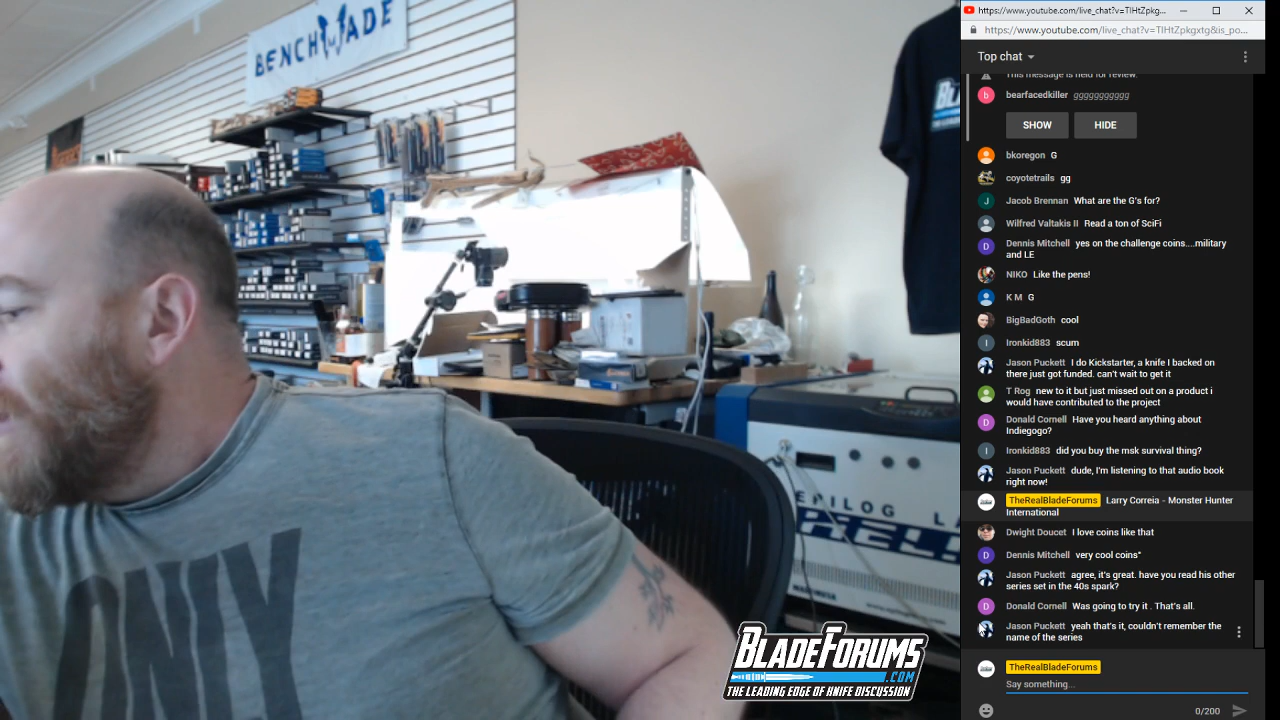 https://www.youtube.com/live_chat?v=TlHtZpkg...
https://www.youtube.com/live_chat?v=TlHtZpkgxtg&is_po...
Top chat
This message is held for review.
bearfacedkiller ggggggggggg
SHOW HIDE
bkoregon G
coyotetrails gg
Jacob Brennan What are the G's for?
Wilfred Valtakis II Read a ton of SciFi
Dennis Mitchell yes on the challenge coins....military
and LE
NIKO Like the pens!
K M G
BigBadGoth cool
Ironkid883 scum
Jason Puckett I do Kickstarter, a knife I backed on
there just got funded. can't wait to get it
T Rog new to it but just missed out on a product i
would have contributed to the project
Donald Cornell Have you heard anything about
Indiegogo?
Ironkid883 did you buy the msk survival thing?
Jason Puckett dude, I'm listening to that audio book
right now!
TheRealBladeForums Larry Correia - Monster Hunter
International
Dwight Doucet I love coins like that
Dennis Mitchell very cool coins"
Jason Puckett agree, it's great. have you read his other
series set in the 40s spark?
Donald Cornell Was going to try it . That's all.
Jason Puckett yeah that's it, couldn't remember the
name of the series
TheRealBladeForums
Say something...
0/200
BENCHMADE
BL
EPILOG LA
HELI
ONLY
BLADEFORUMS
.COM
THE LEADING EDGE OF KNIFE DISCUSSION